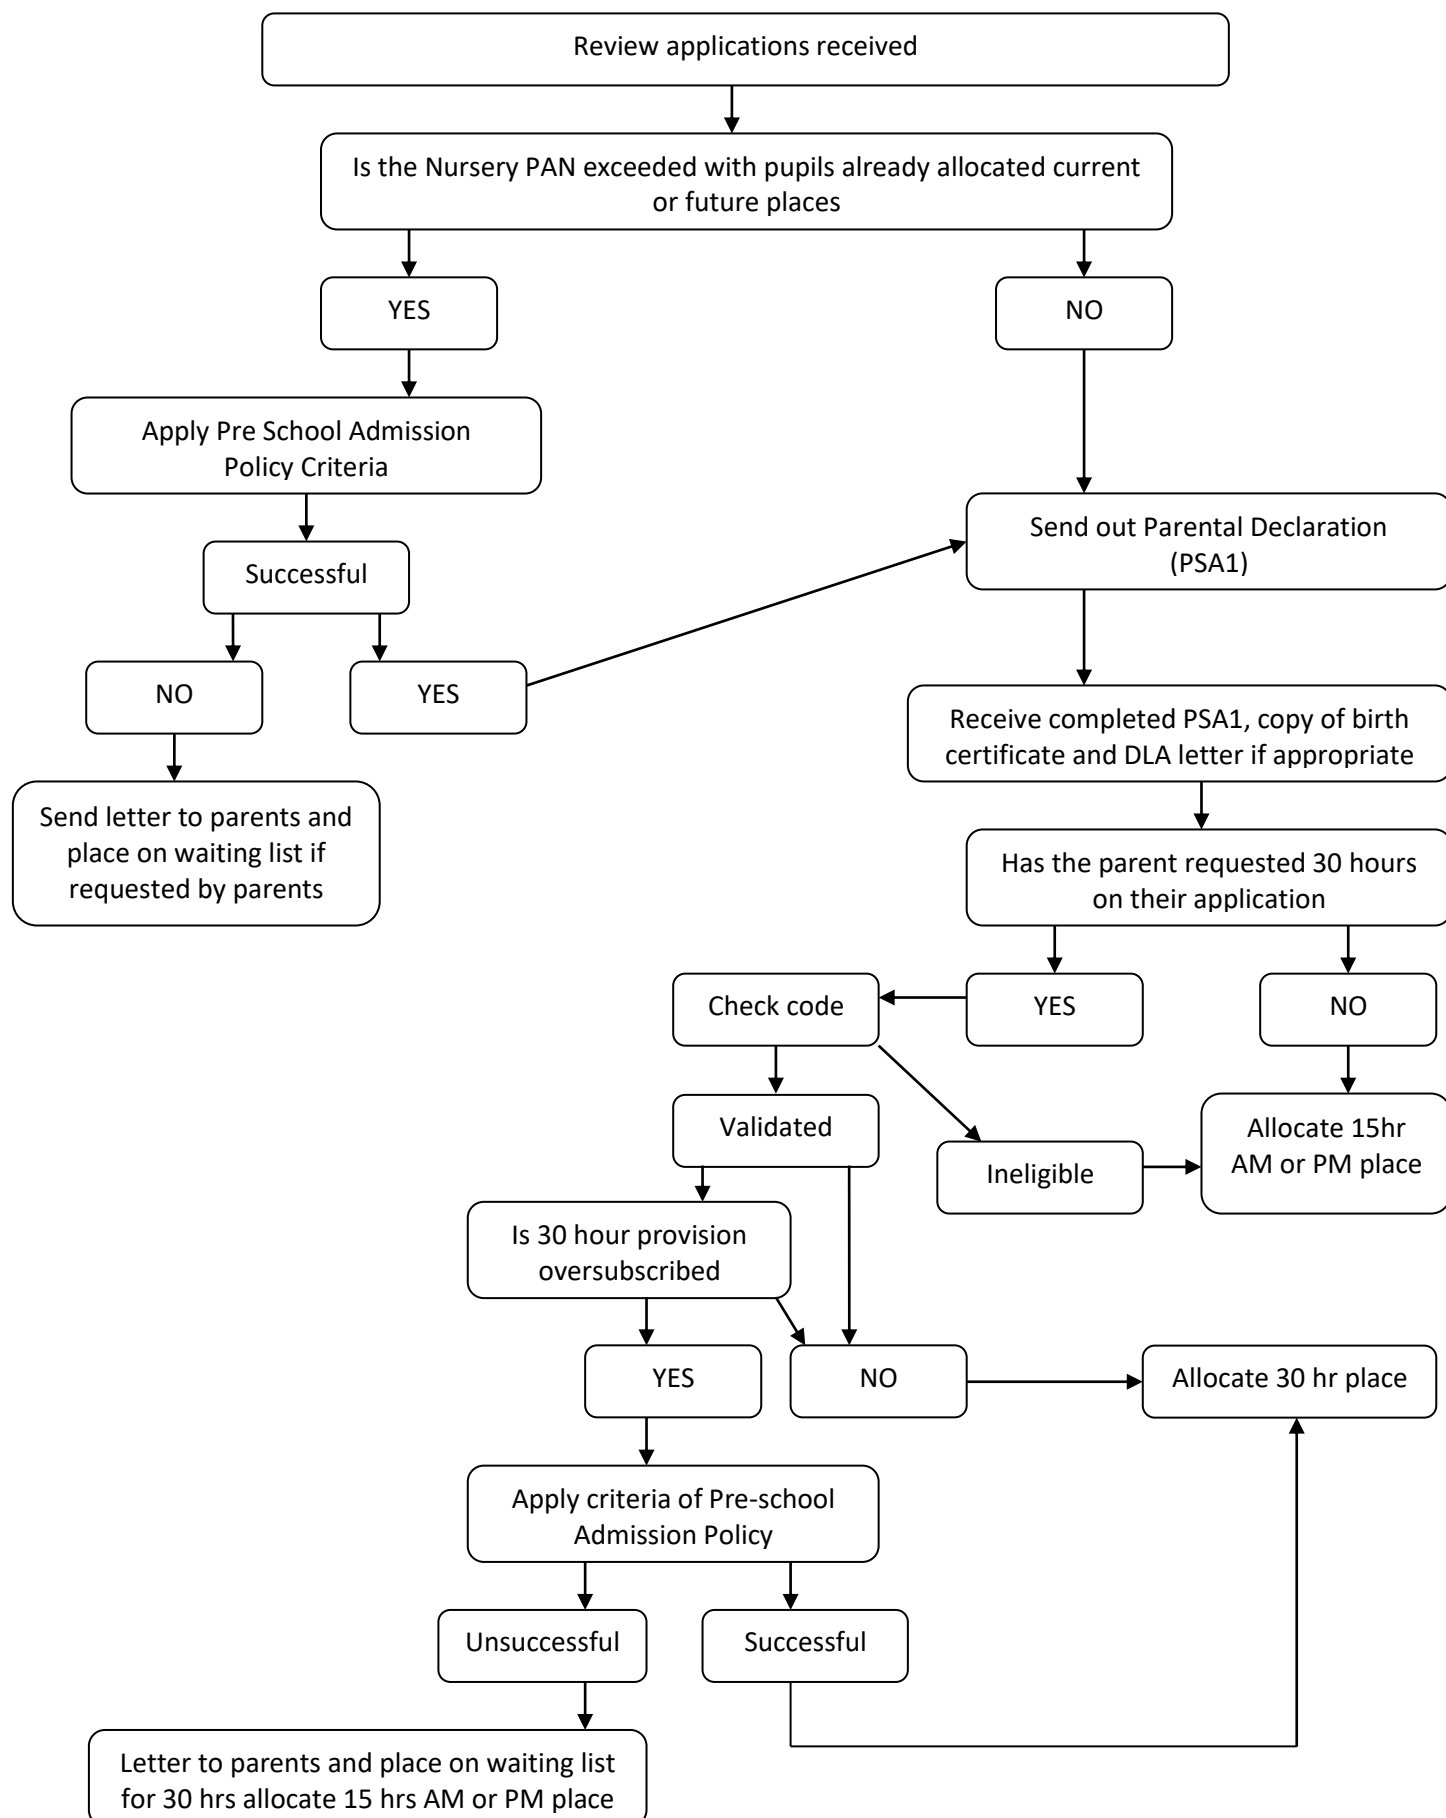 Review applications received
Is the Nursery PAN exceeded with pupils already allocated current
or future places
YES
NO
Apply Pre School Admission
Policy Criteria
Successful
Send out Parental Declaration
(PSA1)
NO
YES
Receive completed PSA1, copy of birth
certificate and DLA letter if appropriate
Send letter to parents and
place on waiting list if
requested by parents
Has the parent requested 30 hours
on their application
Check code
YES
NO
Validated
Ineligible
Allocate 15hr
AM or PM place
Is 30 hour provision
oversubscribed
YES
NO
Allocate 30 hr place
Apply criteria of Pre-school
Admission Policy
Unsuccessful
Successful
Letter to parents and place on waiting list
for 30 hrs allocate 15 hrs AM or PM place